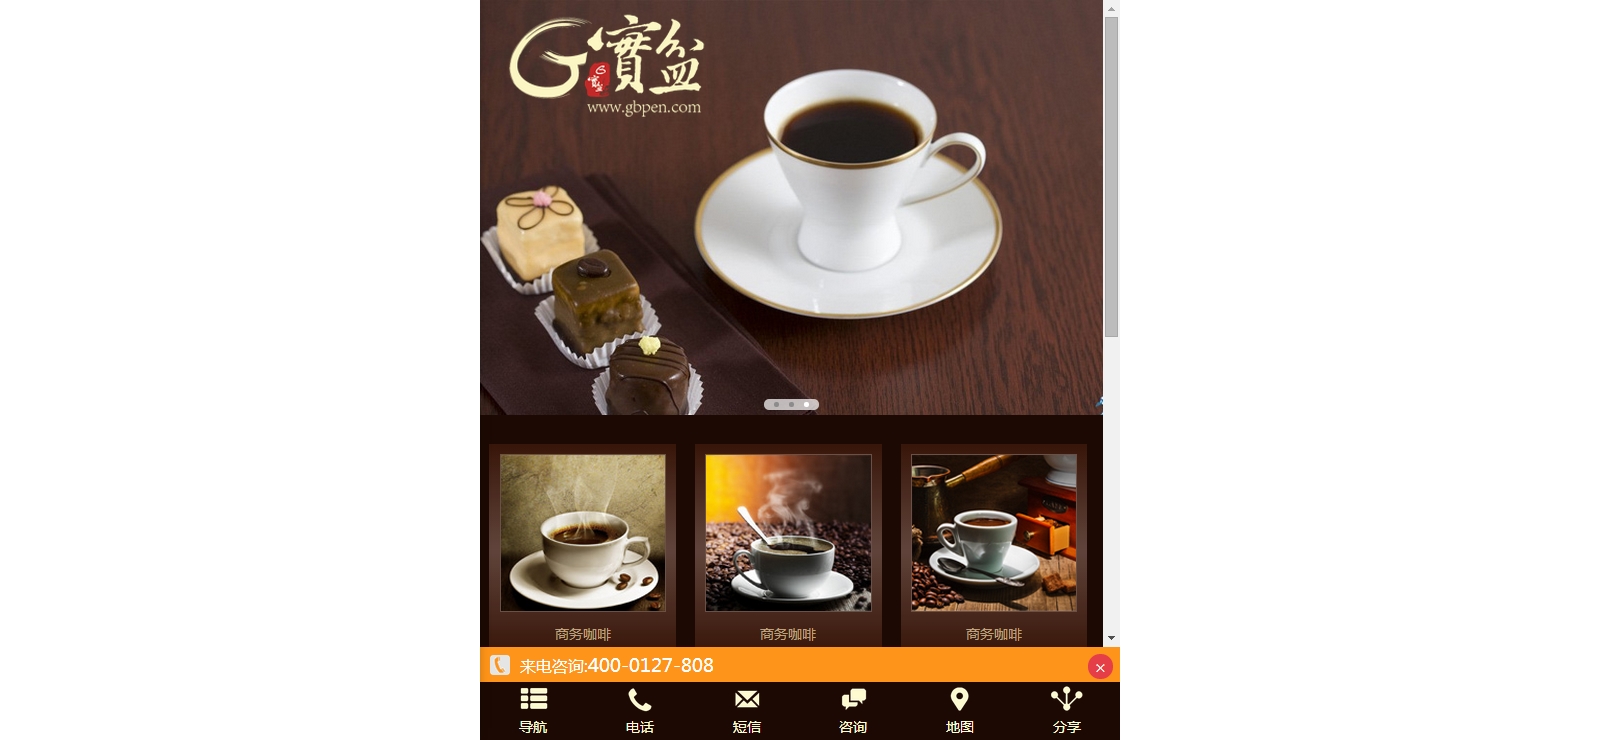 G寶盆
www.gbpen.com
商务咖啡 商务咖啡 商务咖啡
来电咨询:400-0127-808
导航 电话 短信 咨询 地图 分享